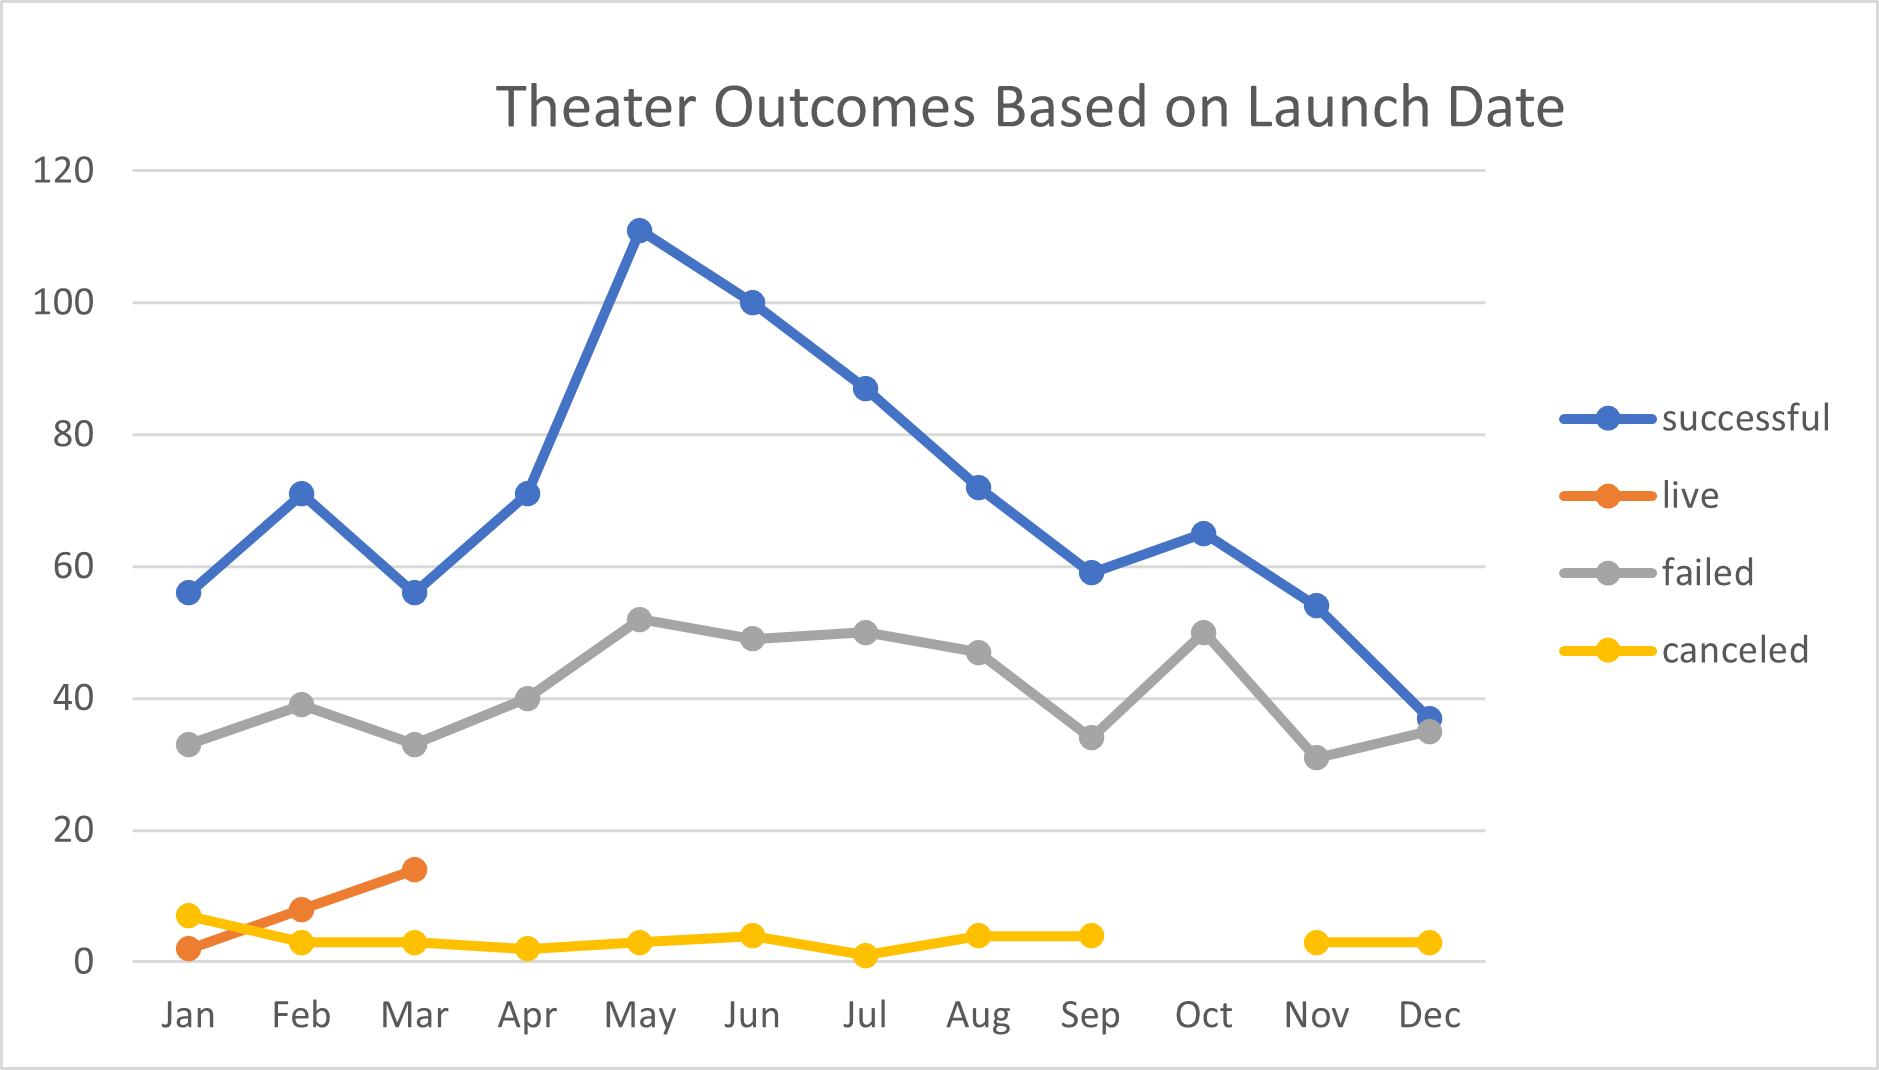 Theater Outcomes Based on Launch Date
120
100
80
60
40
20
0
Jan Feb Mar Apr May Jun Jul Aug Sep Oct Nov Dec
successful
live
failed
canceled